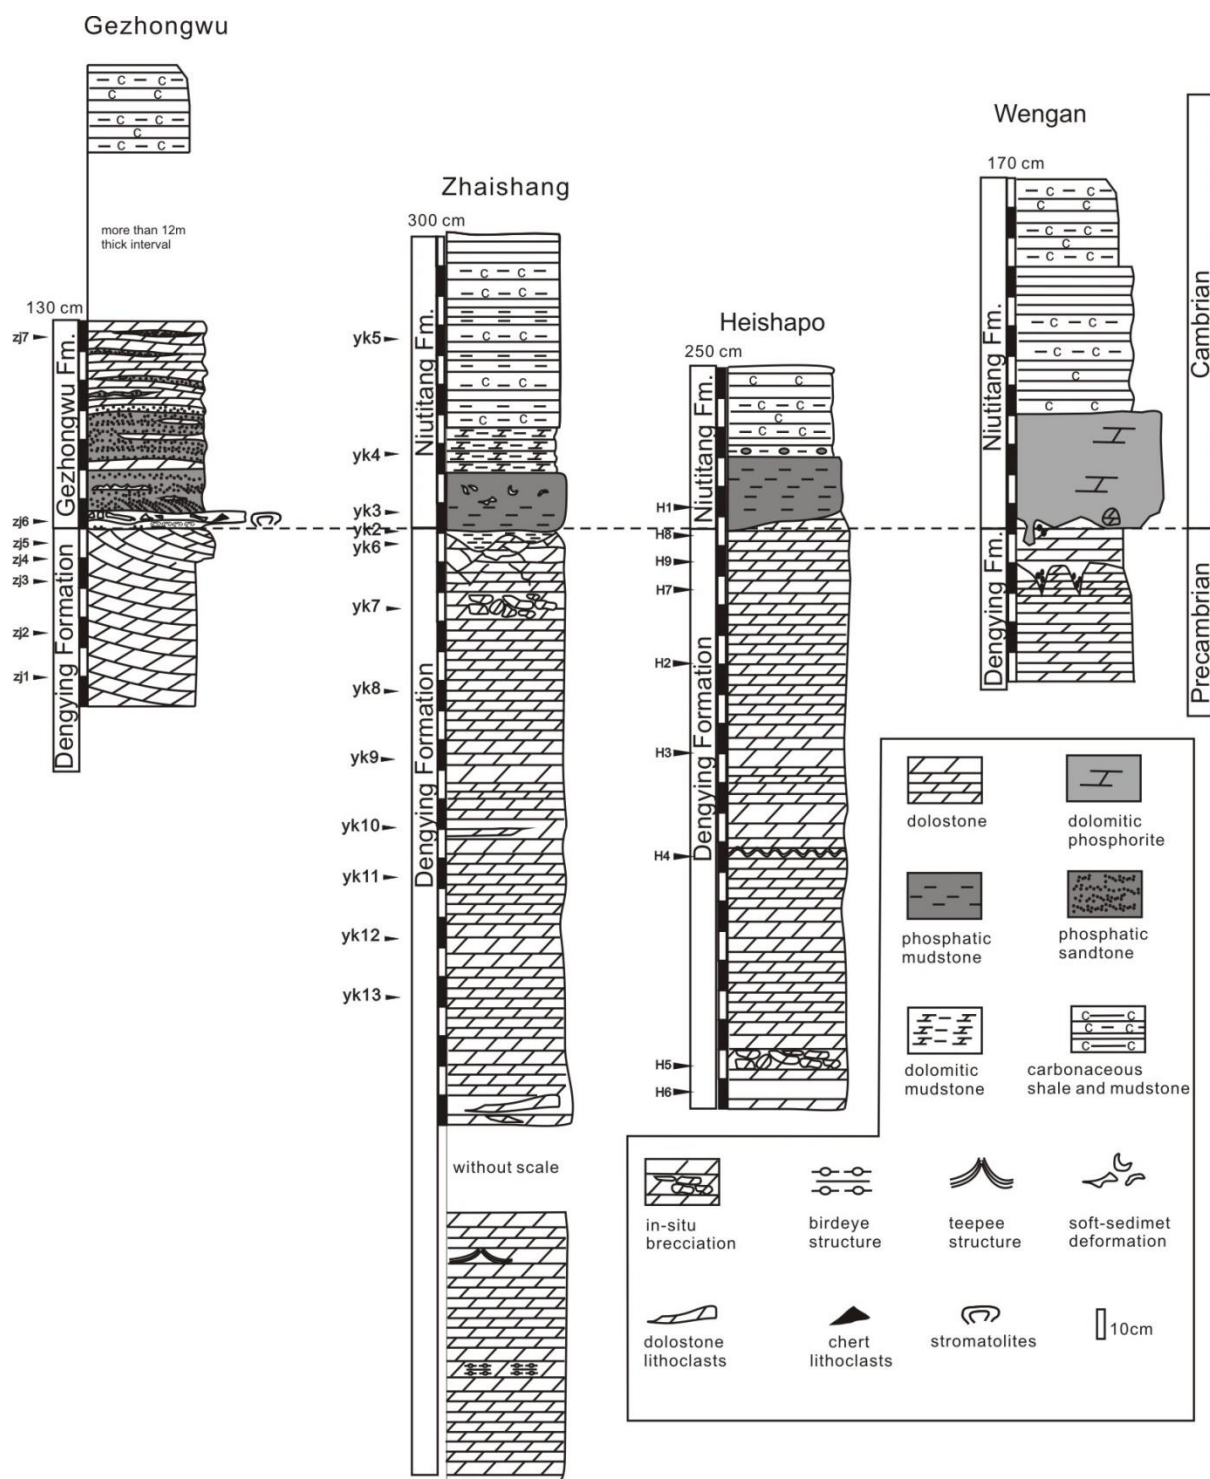 Gezhongwu
more than 12m
thick interval
130 cm
Gezhongwu Fm.
Dengying Formation
zj7
zj6
zj5
zj4
zj3
zj2
zj1
Zhaishang
300 cm
Niutitang Fm.
Dengying Formation
yk5
yk4
yk3
yk2
yk6
yk7
yk8
yk9
yk10
yk11
yk12
yk13
without scale
Heishapo
250 cm
Niutitang Fm.
Dengying Formation
H1
H8
H9
H7
H2
H3
H4
H5
H6
Wengan
170 cm
Niutitang Fm.
Dengying Fm.
Cambrian
Precambrian
dolostone
dolomitic
phosphorite
phosphatic
mudstone
phosphatic
sandtone
dolomitic
mudstone
carbonaceous
shale and mudstone
in-situ
brecciation
birdeye
structure
teepee
structure
soft-sedimet
deformation
dolostone
lithoclasts
chert
lithoclasts
stromatolites
10cm